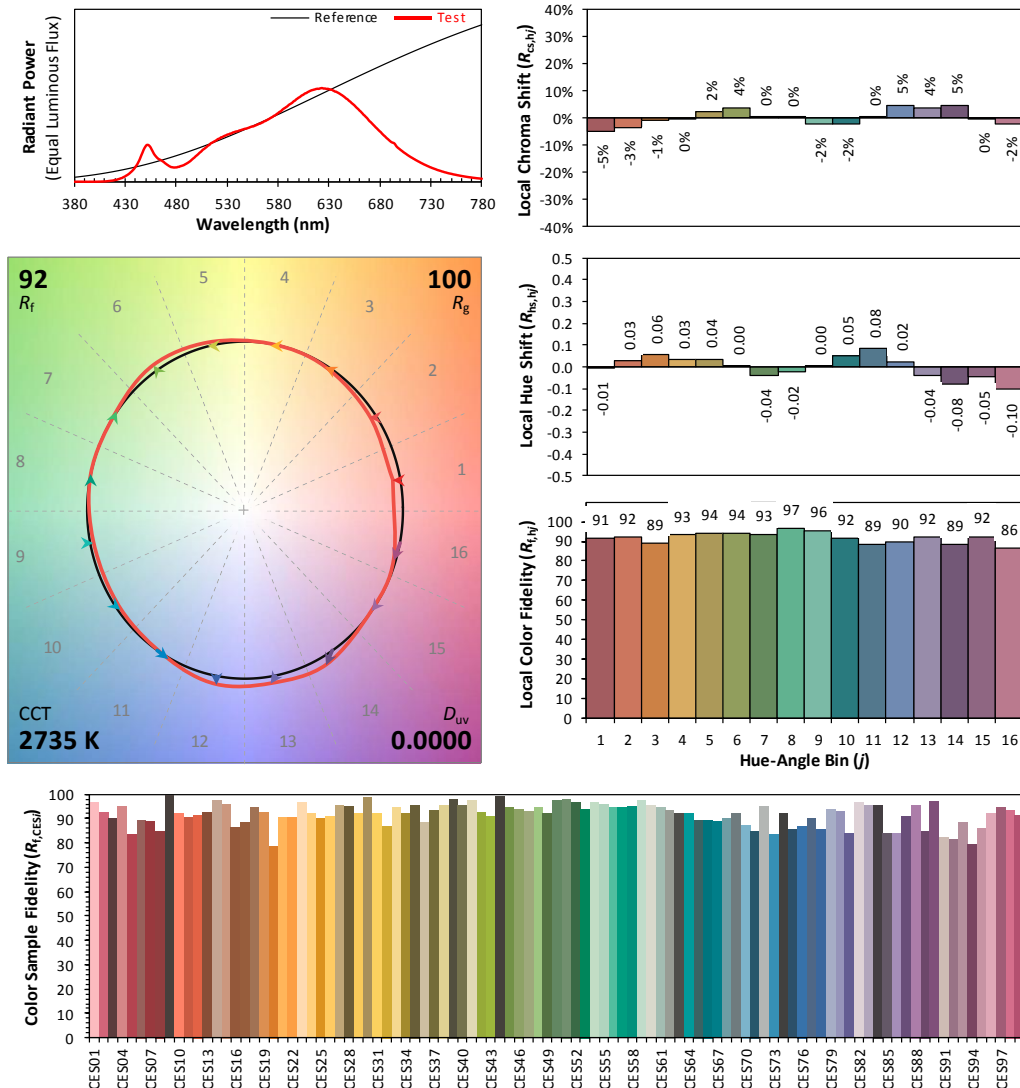 Radiant Power
(Equal Luminous Flux)
Reference
Test
380 430 480 530 580 630 680 730 780
Wavelength (nm)
Local Chroma Shift (Rcs,hj)
40%
30%
20%
10%
0%
-10%
-20%
-30%
-40%
-5% -3% -1% 0% 2% 4% 0% 0% -2% -2% 0% 5% 4% 5% 0% -2%
92
Rf
100
Rg
5 4
6 3
7 2
8 1
9 16
10 15
11 14
12 13
CCT
2735 K
Duv
0.0000
Local Hue Shift (Rhs,hj)
0.5
0.4
0.3
0.2
0.1
0.0
-0.1
-0.2
-0.3
-0.4
-0.5
-0.01 0.03 0.06 0.03 0.04 0.00 -0.04 -0.02 0.00 0.05 0.08 0.02 -0.04 -0.08 -0.05 -0.10
Local Color Fidelity (Rf,hj)
100
90
80
70
60
50
40
30
20
10
0
91 92 89 93 94 94 93 97 96 92 89 90 92 89 92 86
1 2 3 4 5 6 7 8 9 10 11 12 13 14 15 16
Hue-Angle Bin (j)
Color Sample Fidelity (Rf,CESi)
100
90
80
70
60
50
40
30
20
10
0
CES01 CES04 CES07 CES10 CES13 CES16 CES19 CES22 CES25 CES28 CES31 CES34 CES37 CES40 CES43 CES46 CES49 CES52 CES55 CES58 CES61 CES64 CES67 CES70 CES73 CES76 CES79 CES82 CES85 CES88 CES91 CES94 CES97